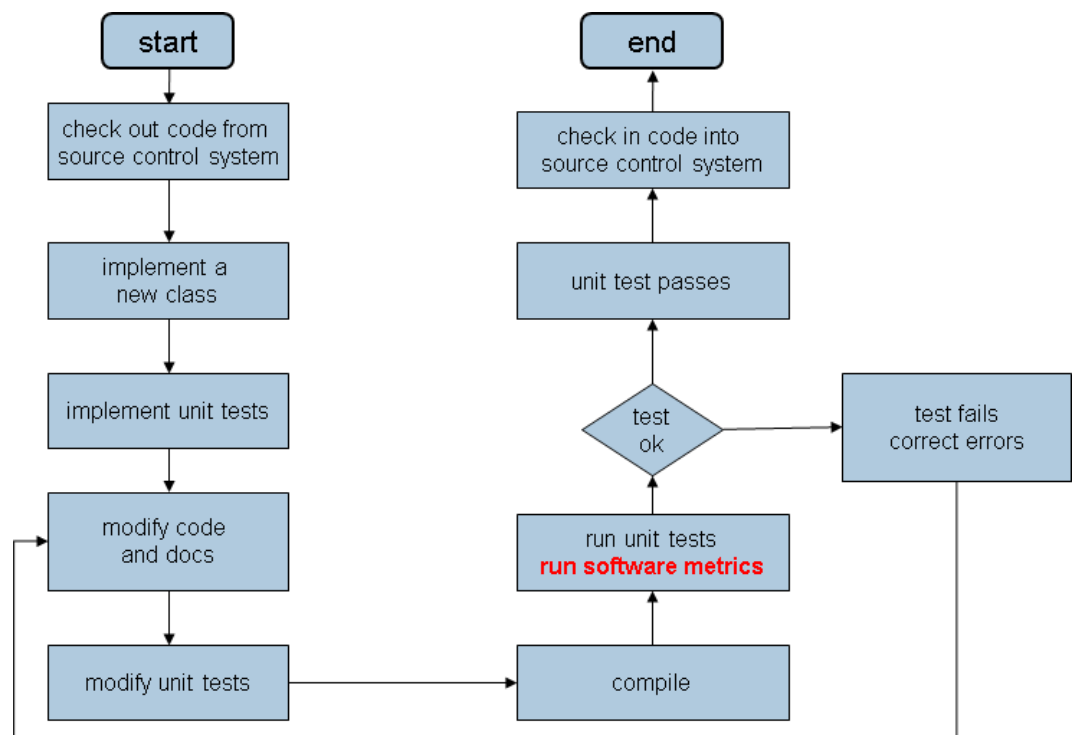 start
check out code from
source control system
implement a
new class
implement unit tests
modify code
and docs
modify unit tests
compile
run unit tests
run software metrics
test
ok
test fails
correct errors
unit test passes
check in code into
source control system
end